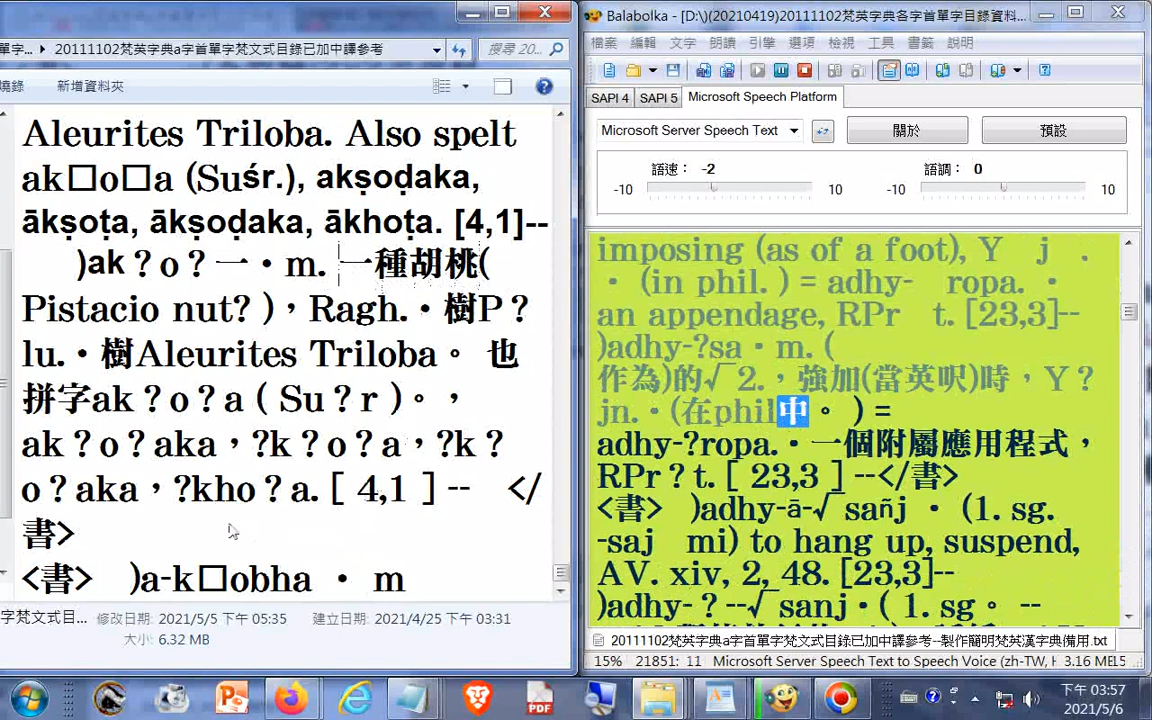 單字... ▸ 20111102梵英字典a字首單字梵文式目錄已加中譯參考
搜尋 20...
燒錄 新增資料夾
Aleurites Triloba. Also spelt
ak□o□a (Suśr.), akṣoḍaka,
ākṣoṭa, ākṣoḍaka, ākhoṭa. [4,1]--
)ak？o？一・m. 一種胡桃(
Pistacio nut? )，Ragh.・樹P？
lu.・樹Aleurites Triloba。 也
拼字ak？o？a ( Su？r )。，
ak？o？aka，?k？o？a，?k？
o？aka，?kho？a. [ 4,1 ] -- </
書>
<書> )a-k□obha ・ m
字梵文式目... 修改日期: 2021/5/5 下午 05:35 建立日期: 2021/4/25 下午 03:31
大小: 6.32 MB
Balabolka - [D:\)(20210419)20111102梵英字典各字首單字目錄資料...
檔案 編輯 文字 朗讀 引擎 選項 檢視 工具 書籤 說明
SAPI 4 SAPI 5 Microsoft Speech Platform
Microsoft Server Speech Text 關於 預設
語速： -2 語調： 0
-10 10 -10 10
imposing (as of a foot), Y j .
・ (in phil. ) = adhy- ropa. ・
an appendage, RPr t. [23,3]--
)adhy-?sa・m. (
作為)的√ 2.，強加(當英呎)時，Y？
jn.・(在phil中。 ) =
adhy-?ropa.・一個附屬應用程式，
RPr？t. [ 23,3 ] --</書>
<書> )adhy-ā-√ sañj ・ (1. sg.
-saj mi) to hang up, suspend,
AV. xiv, 2, 48. [23,3]--
)adhy-？--√ sanj・( 1. sg。 --
20111102梵英字典a字首單字梵文式目錄已加中譯參考--製作簡明梵英漢字典備用.txt
15% 21851: 11 Microsoft Server Speech Text to Speech Voice (zh-TW, H 3.16 MB
PDF
下午 03:57
2021/5/6